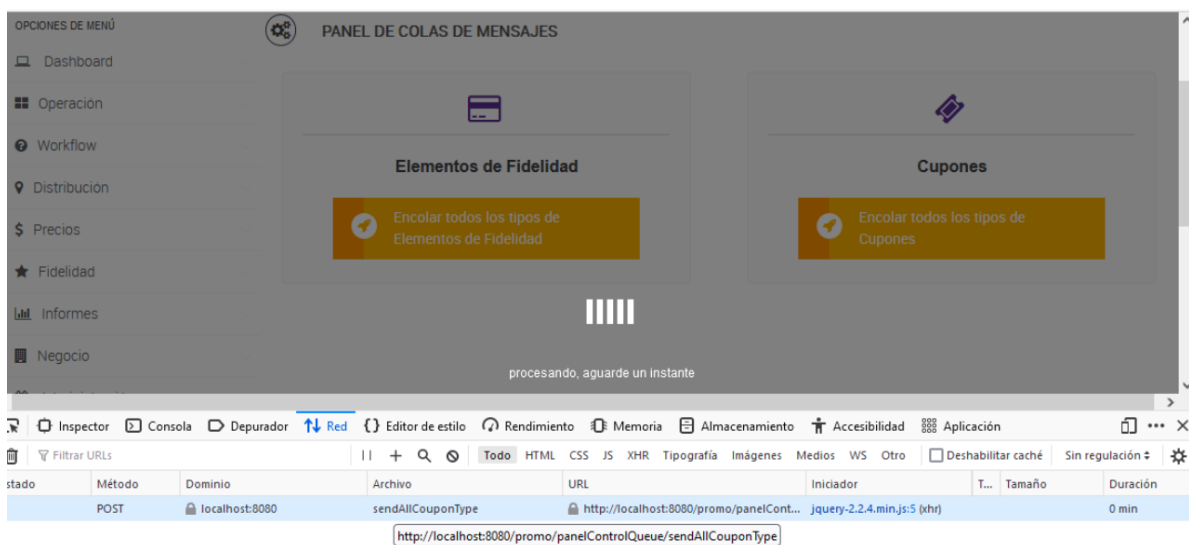 OPCIONES DE MENÚ
PANEL DE COLAS DE MENSAJES
Dashboard
Operación
Workflow
Distribución
Precios
Fidelidad
Informes
Negocio
Elementos de Fidelidad
Encolar todos los tipos de
Elementos de Fidelidad
Cupones
Encolar todos los tipos de
Cupones
procesando, aguarde un instante
Inspector Consola Depurador Red Editor de estilo Rendimiento Memoria Almacenamiento Accesibilidad Aplicación
Filtrar URLs Todo HTML CSS JS XHR Tipografía Imágenes Medios WS Otro Deshabilitar caché Sin regulación
stado Método Dominio Archivo URL Iniciador T... Tamaño Duración
POST localhost:8080 sendAllCouponType http://localhost:8080/promo/panelCont... jquery-2.2.4.min.js:5 (xhr) 0 min
http://localhost:8080/promo/panelControlQueue/sendAllCouponType